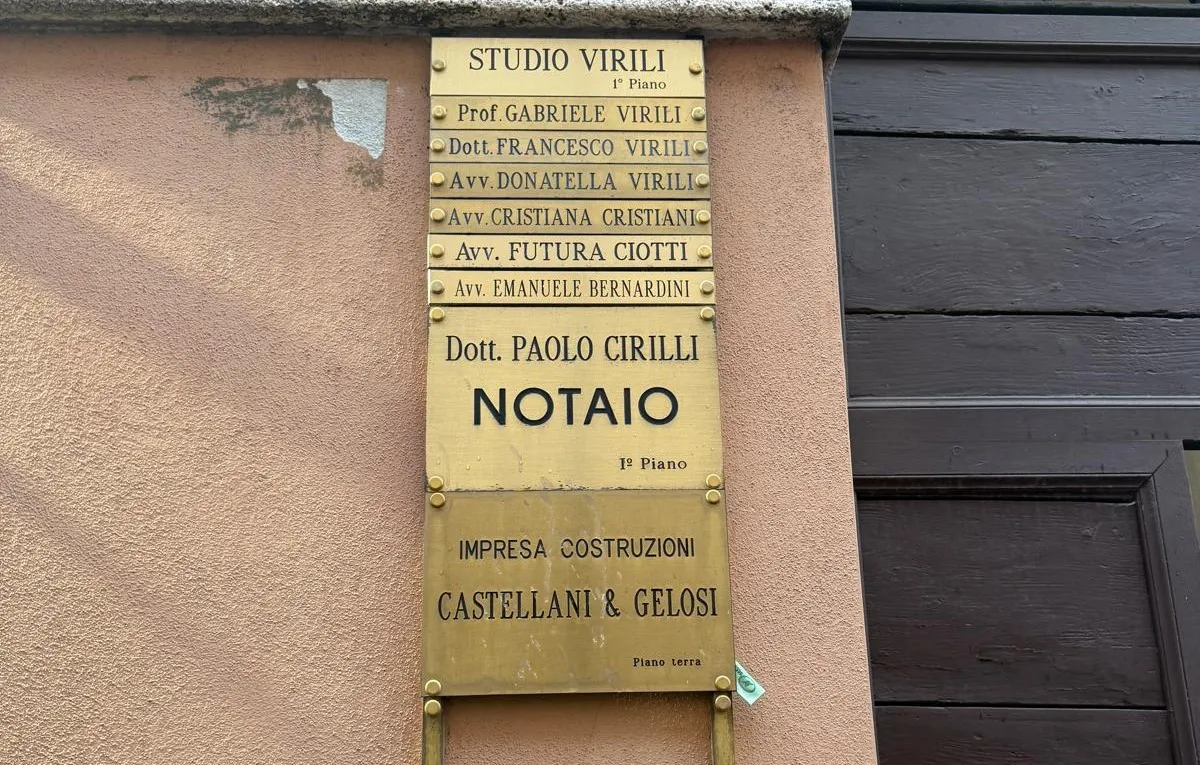 STUDIO VIRILI
1° Piano
Prof. GABRIELE VIRILI
Dott. FRANCESCO VIRILI
Avv. DONATELLA VIRILI
Avv. CRISTIANA CRISTIANI
Avv. FUTURA CIOTTI
Avv. EMANUELE BERNARDINI
Dott. PAOLO CIRILLI
NOTAIO
Iº Piano
IMPRESA COSTRUZIONI
CASTELLANI & GELOSI
Piano terra